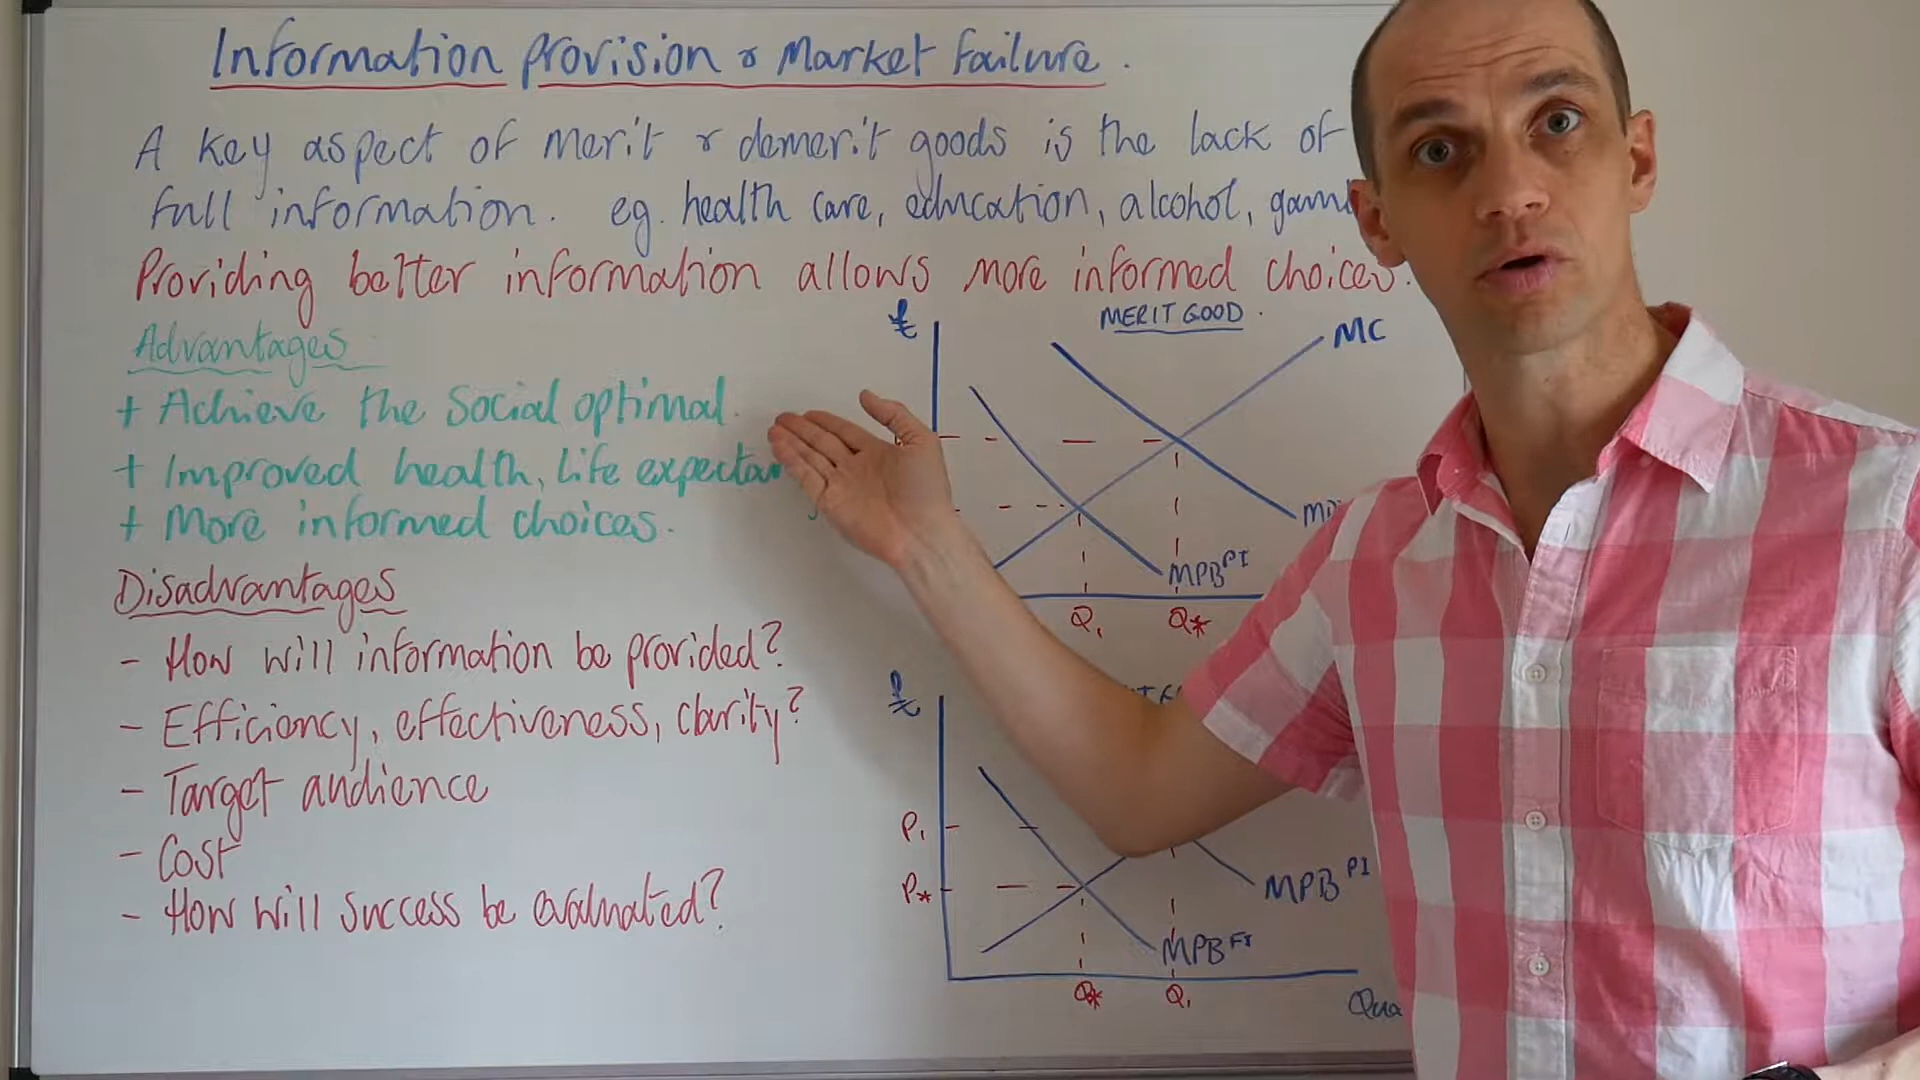 Information provision & Market Failure.
A key aspect of merit & demerit goods is the lack of
full information. eg. health care, education, alcohol,
Providing better information allows more informed choices.
Advantages
+ Achieve the social optimal.
+ Improved health, life
+ More informed choices.
Disadvantages
- How will information be provided?
- Efficiency, effectiveness, clarity?
- Target audience
- Cost
- How will success be evaluated?
£
MERIT GOOD.
MC
MPB PI
Q1
Q*
£
P1
P*
MPB PI
MPB FI
Q*
Q1